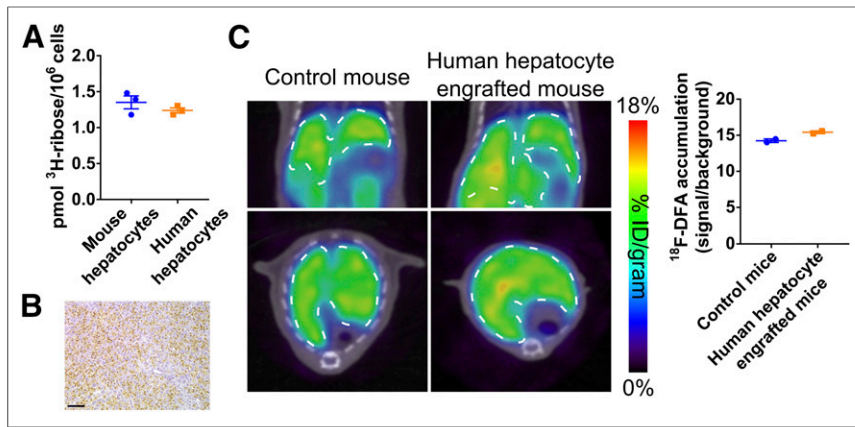 A
pmol ³H-ribose/10⁶ cells
2.0
1.5
1.0
0.5
0.0
Mouse
hepatocytes
Human
hepatocytes
B
C
Control mouse
Human hepatocyte
engrafted mouse
18%
% ID/gram
0%
¹⁸F-DFA accumulation
(signal/background)
20
15
10
5
0
Control mice
Human hepatocyte
engrafted mice